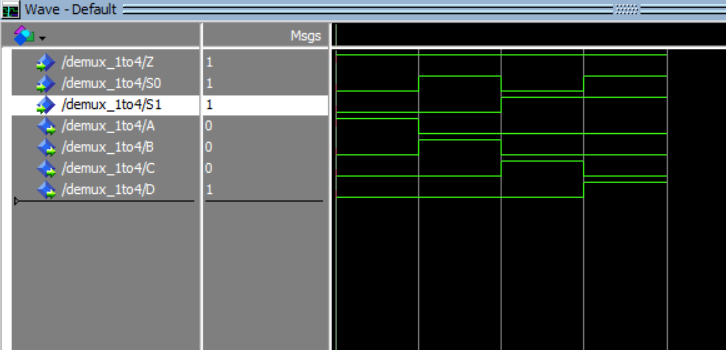 Wave - Default
Msgs
/demux_1to4/Z 1
/demux_1to4/S0 1
/demux_1to4/S1 1
/demux_1to4/A 0
/demux_1to4/B 0
/demux_1to4/C 0
/demux_1to4/D 1